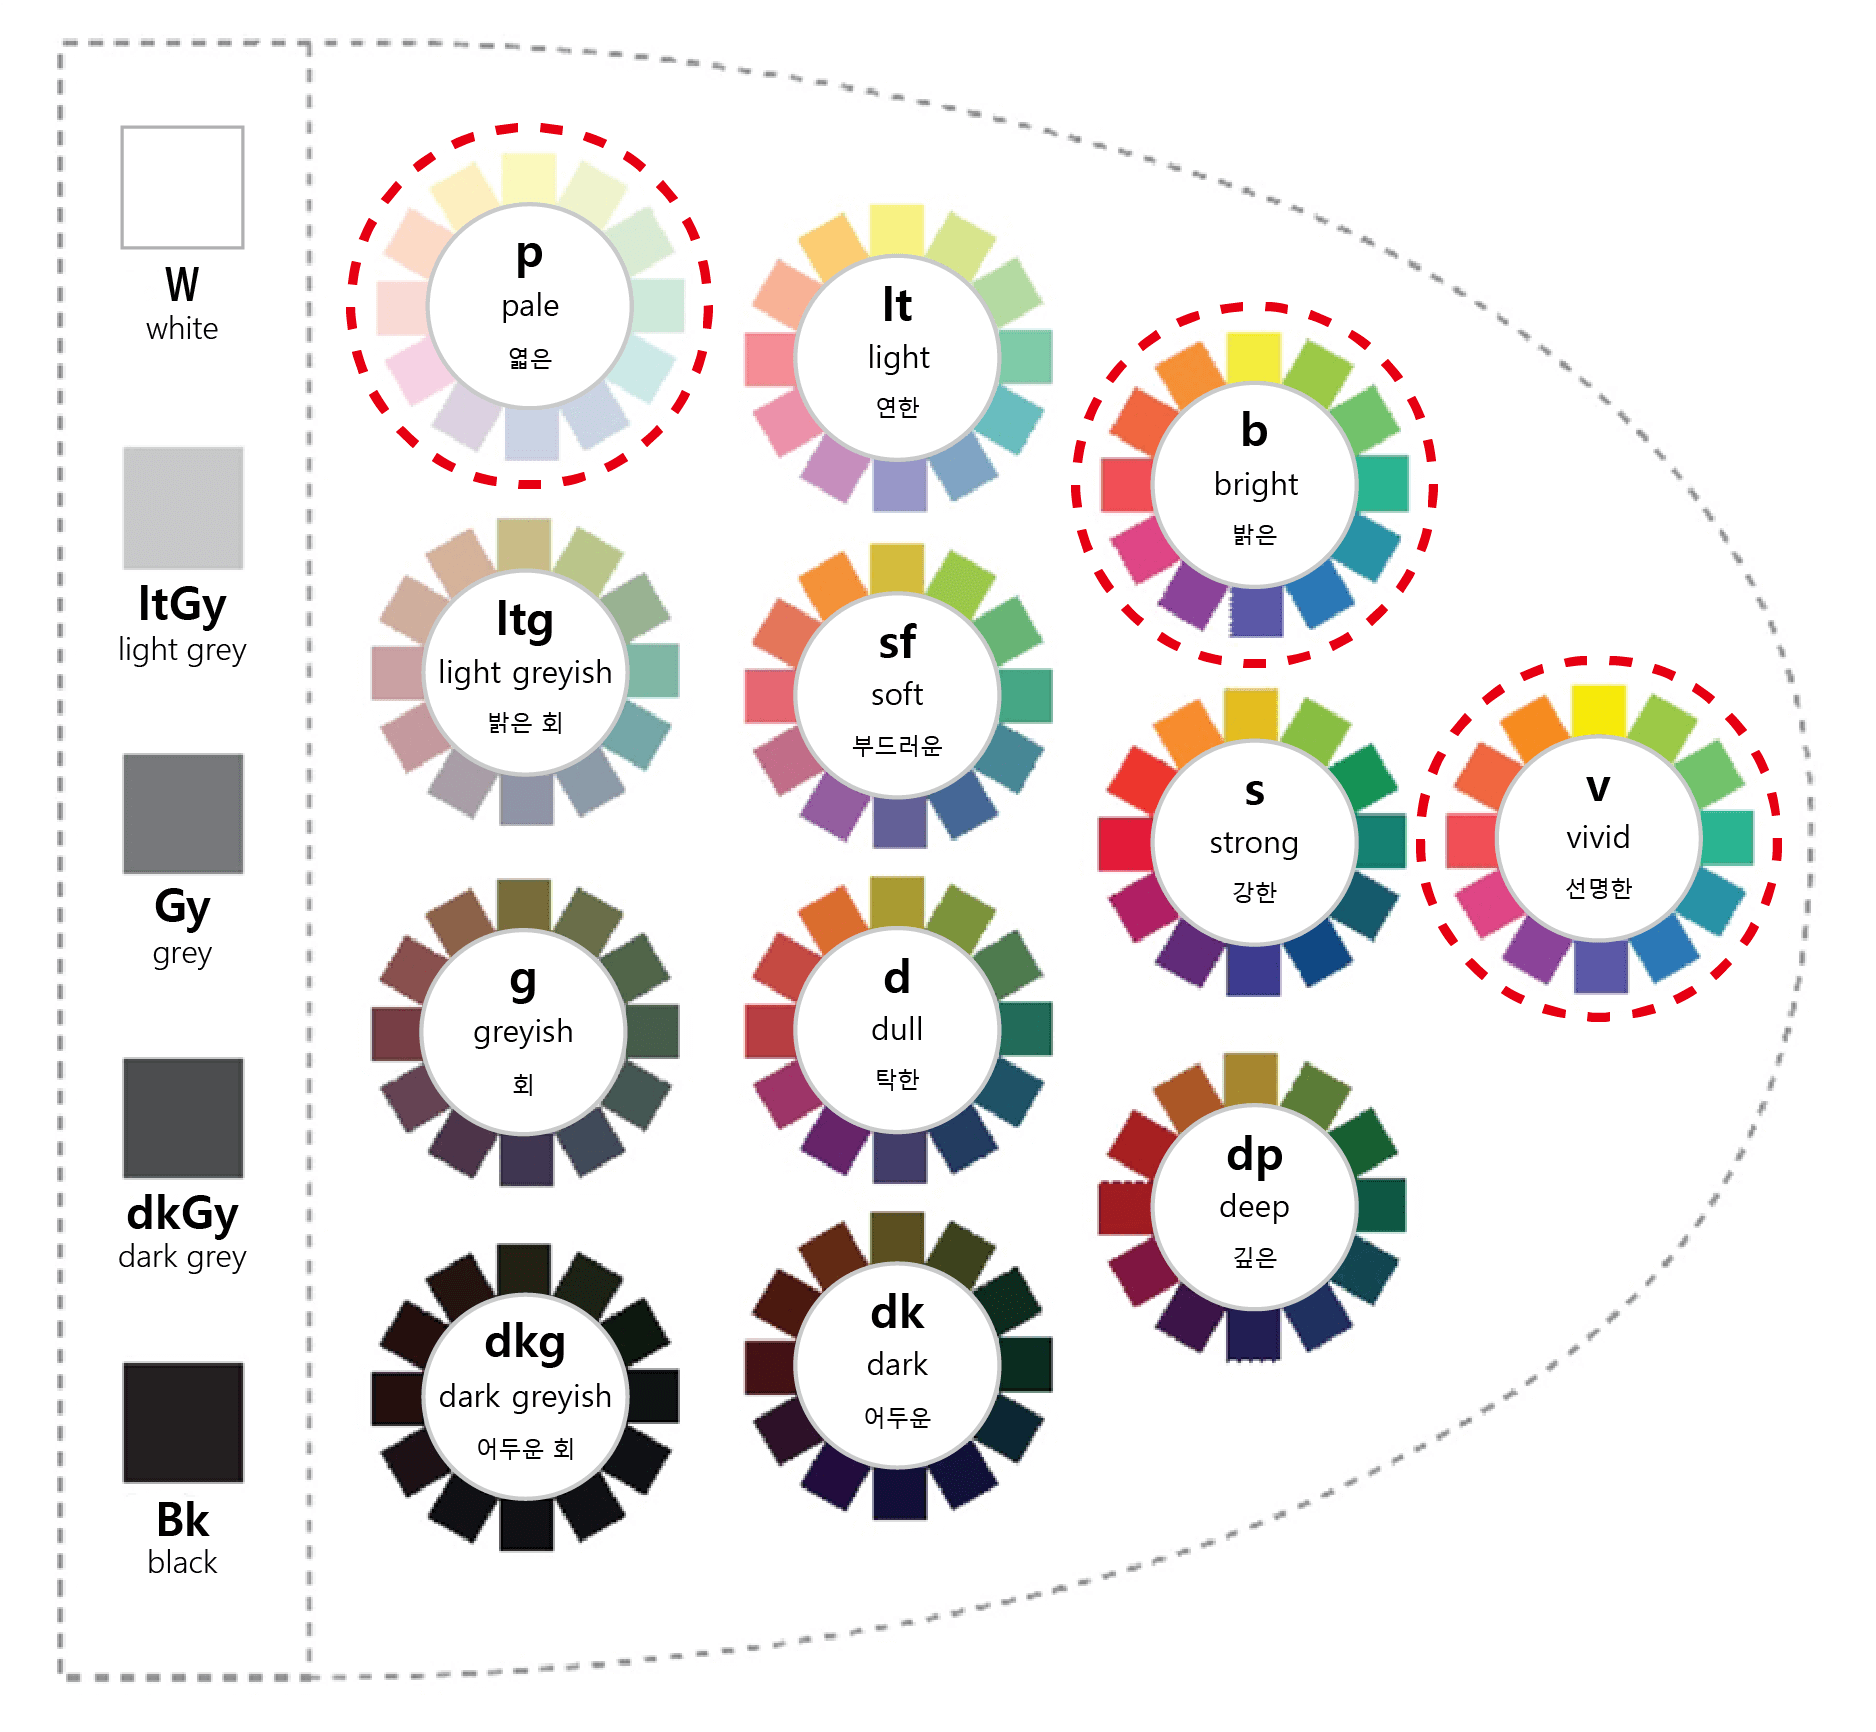 W
white
ltGy
light grey
Gy
grey
dkGy
dark grey
Bk
black
p
pale
엷은
ltg
light greyish
밝은 회
g
greyish
회
dkg
dark greyish
어두운 회
lt
light
연한
sf
soft
부드러운
d
dull
탁한
dk
dark
어두운
b
bright
밝은
s
strong
강한
dp
deep
깊은
v
vivid
선명한